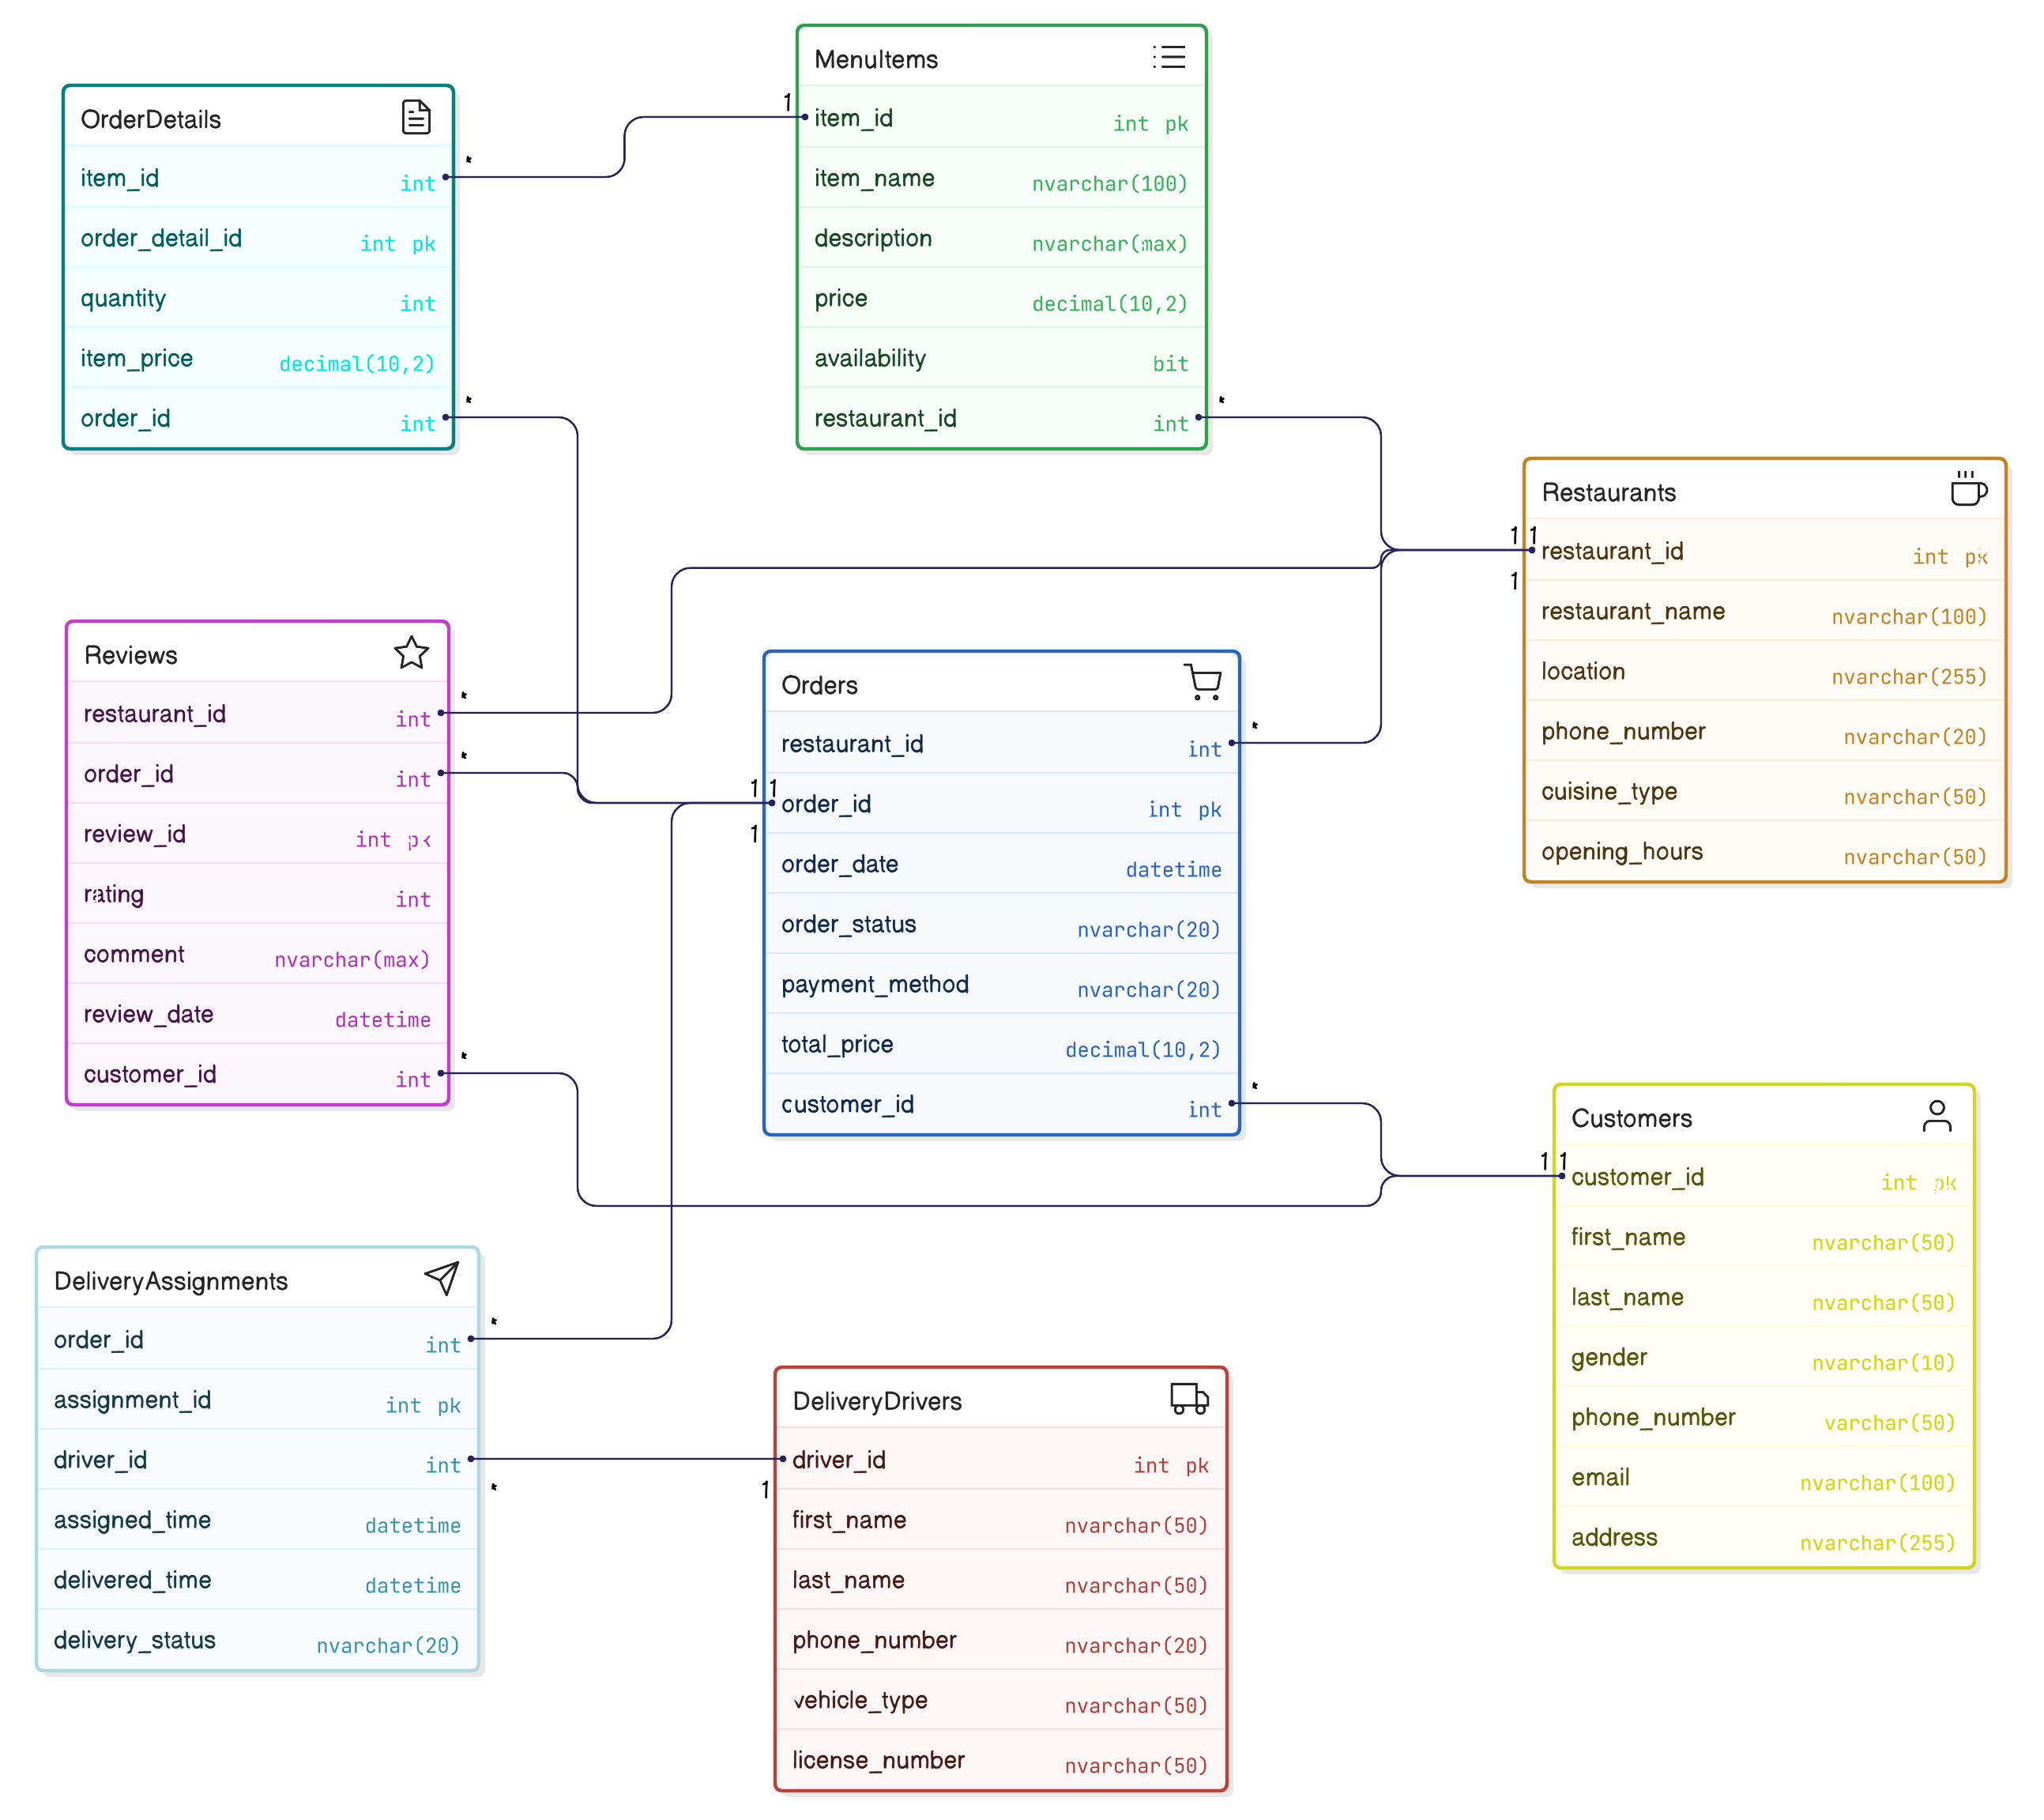 MenuItems
item_id int pk
item_name nvarchar(100)
description nvarchar(max)
price decimal(10,2)
availability bit
restaurant_id int
1
*
OrderDetails
item_id int
order_detail_id int pk
quantity int
item_price decimal(10,2)
order_id int
*
*
Restaurants
restaurant_id int pk
restaurant_name nvarchar(100)
location nvarchar(255)
phone_number nvarchar(20)
cuisine_type nvarchar(50)
opening_hours nvarchar(50)
1 1
1
Reviews
restaurant_id int
order_id int
review_id int pk
rating int
comment nvarchar(max)
review_date datetime
customer_id int
*
*
*
Orders
restaurant_id int
order_id int pk
order_date datetime
order_status nvarchar(20)
payment_method nvarchar(20)
total_price decimal(10,2)
customer_id int
1 1
1
*
*
Customers
customer_id int pk
first_name nvarchar(50)
last_name nvarchar(50)
gender nvarchar(10)
phone_number varchar(50)
email nvarchar(100)
address nvarchar(255)
1 1
DeliveryAssignments
order_id int
assignment_id int pk
driver_id int
assigned_time datetime
delivered_time datetime
delivery_status nvarchar(20)
*
*
DeliveryDrivers
driver_id int pk
first_name nvarchar(50)
last_name nvarchar(50)
phone_number nvarchar(20)
vehicle_type nvarchar(50)
license_number nvarchar(50)
1